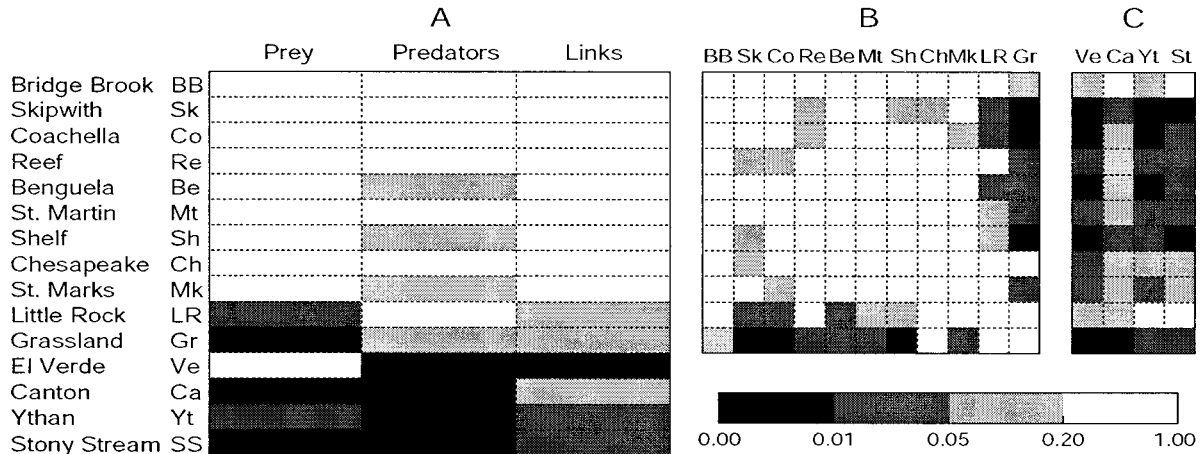 A B C
Prey Predators Links BB Sk Co Re Be Mt Sh Ch Mk LR Gr Ve Ca Yt St
Bridge Brook BB
Skipwith Sk
Coachella Co
Reef Re
Benguela Be
St. Martin Mt
Shelf Sh
Chesapeake Ch
St. Marks Mk
Little Rock LR
Grassland Gr
El Verde Ve
Canton Ca
Ythan Yt
Stony Stream SS
0.00 0.01 0.05 0.20 1.00